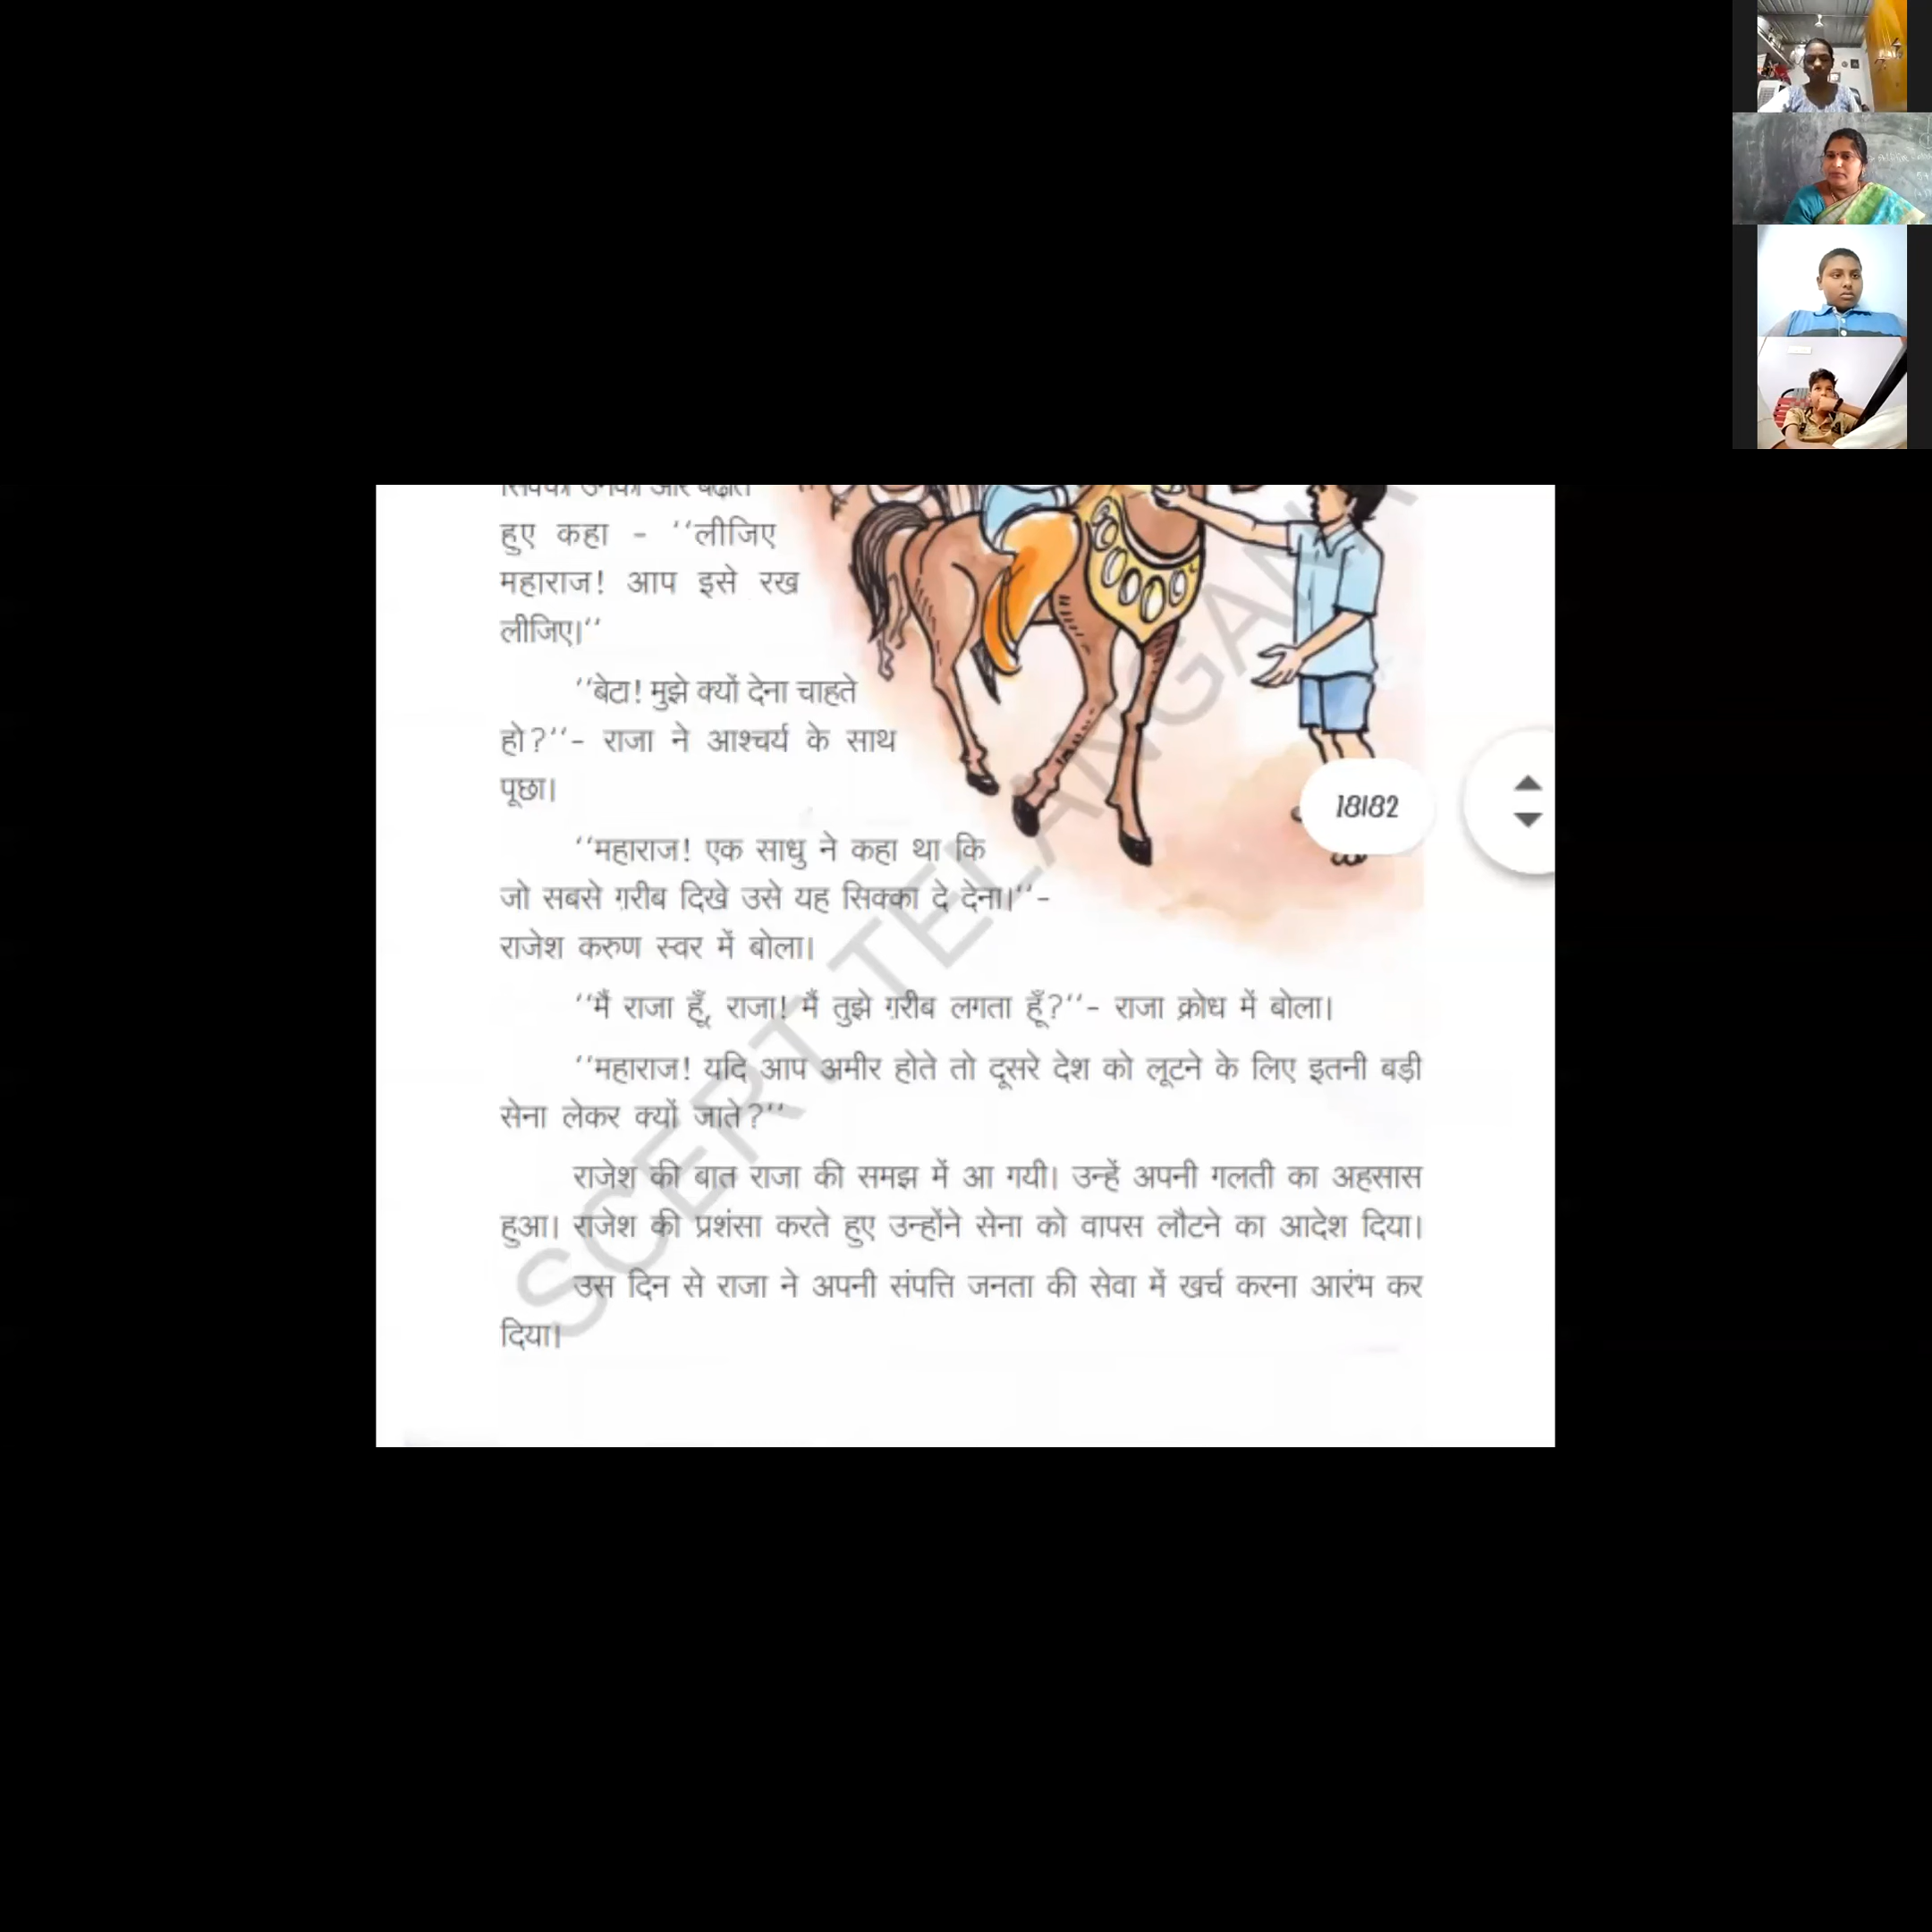 हुए कहा - ‘‘लीजिए
महाराज! आप इसे रख
लीजिए।‘‘
‘‘बेटा! मुझे क्यों देना चाहते
हो?‘‘- राजा ने आश्चर्य के साथ
पूछा।
‘‘महाराज! एक साधु ने कहा था कि
जो सबसे ग़रीब दिखे उसे यह सिक्का दे देना।‘‘-
राजेश करुण स्वर में बोला।
‘‘मैं राजा हूँ, राजा! मैं तुझे ग़रीब लगता हूँ?‘‘- राजा क्रोध में बोला।
‘‘महाराज! यदि आप अमीर होते तो दूसरे देश को लूटने के लिए इतनी बड़ी
सेना लेकर क्यों जाते?‘‘
राजेश की बात राजा की समझ में आ गयी। उन्हें अपनी गलती का अहसास
हुआ। राजेश की प्रशंसा करते हुए उन्होंने सेना को वापस लौटने का आदेश दिया।
उस दिन से राजा ने अपनी संपत्ति जनता की सेवा में खर्च करना आरंभ कर
दिया।
18/82
SCERT TELANGANA